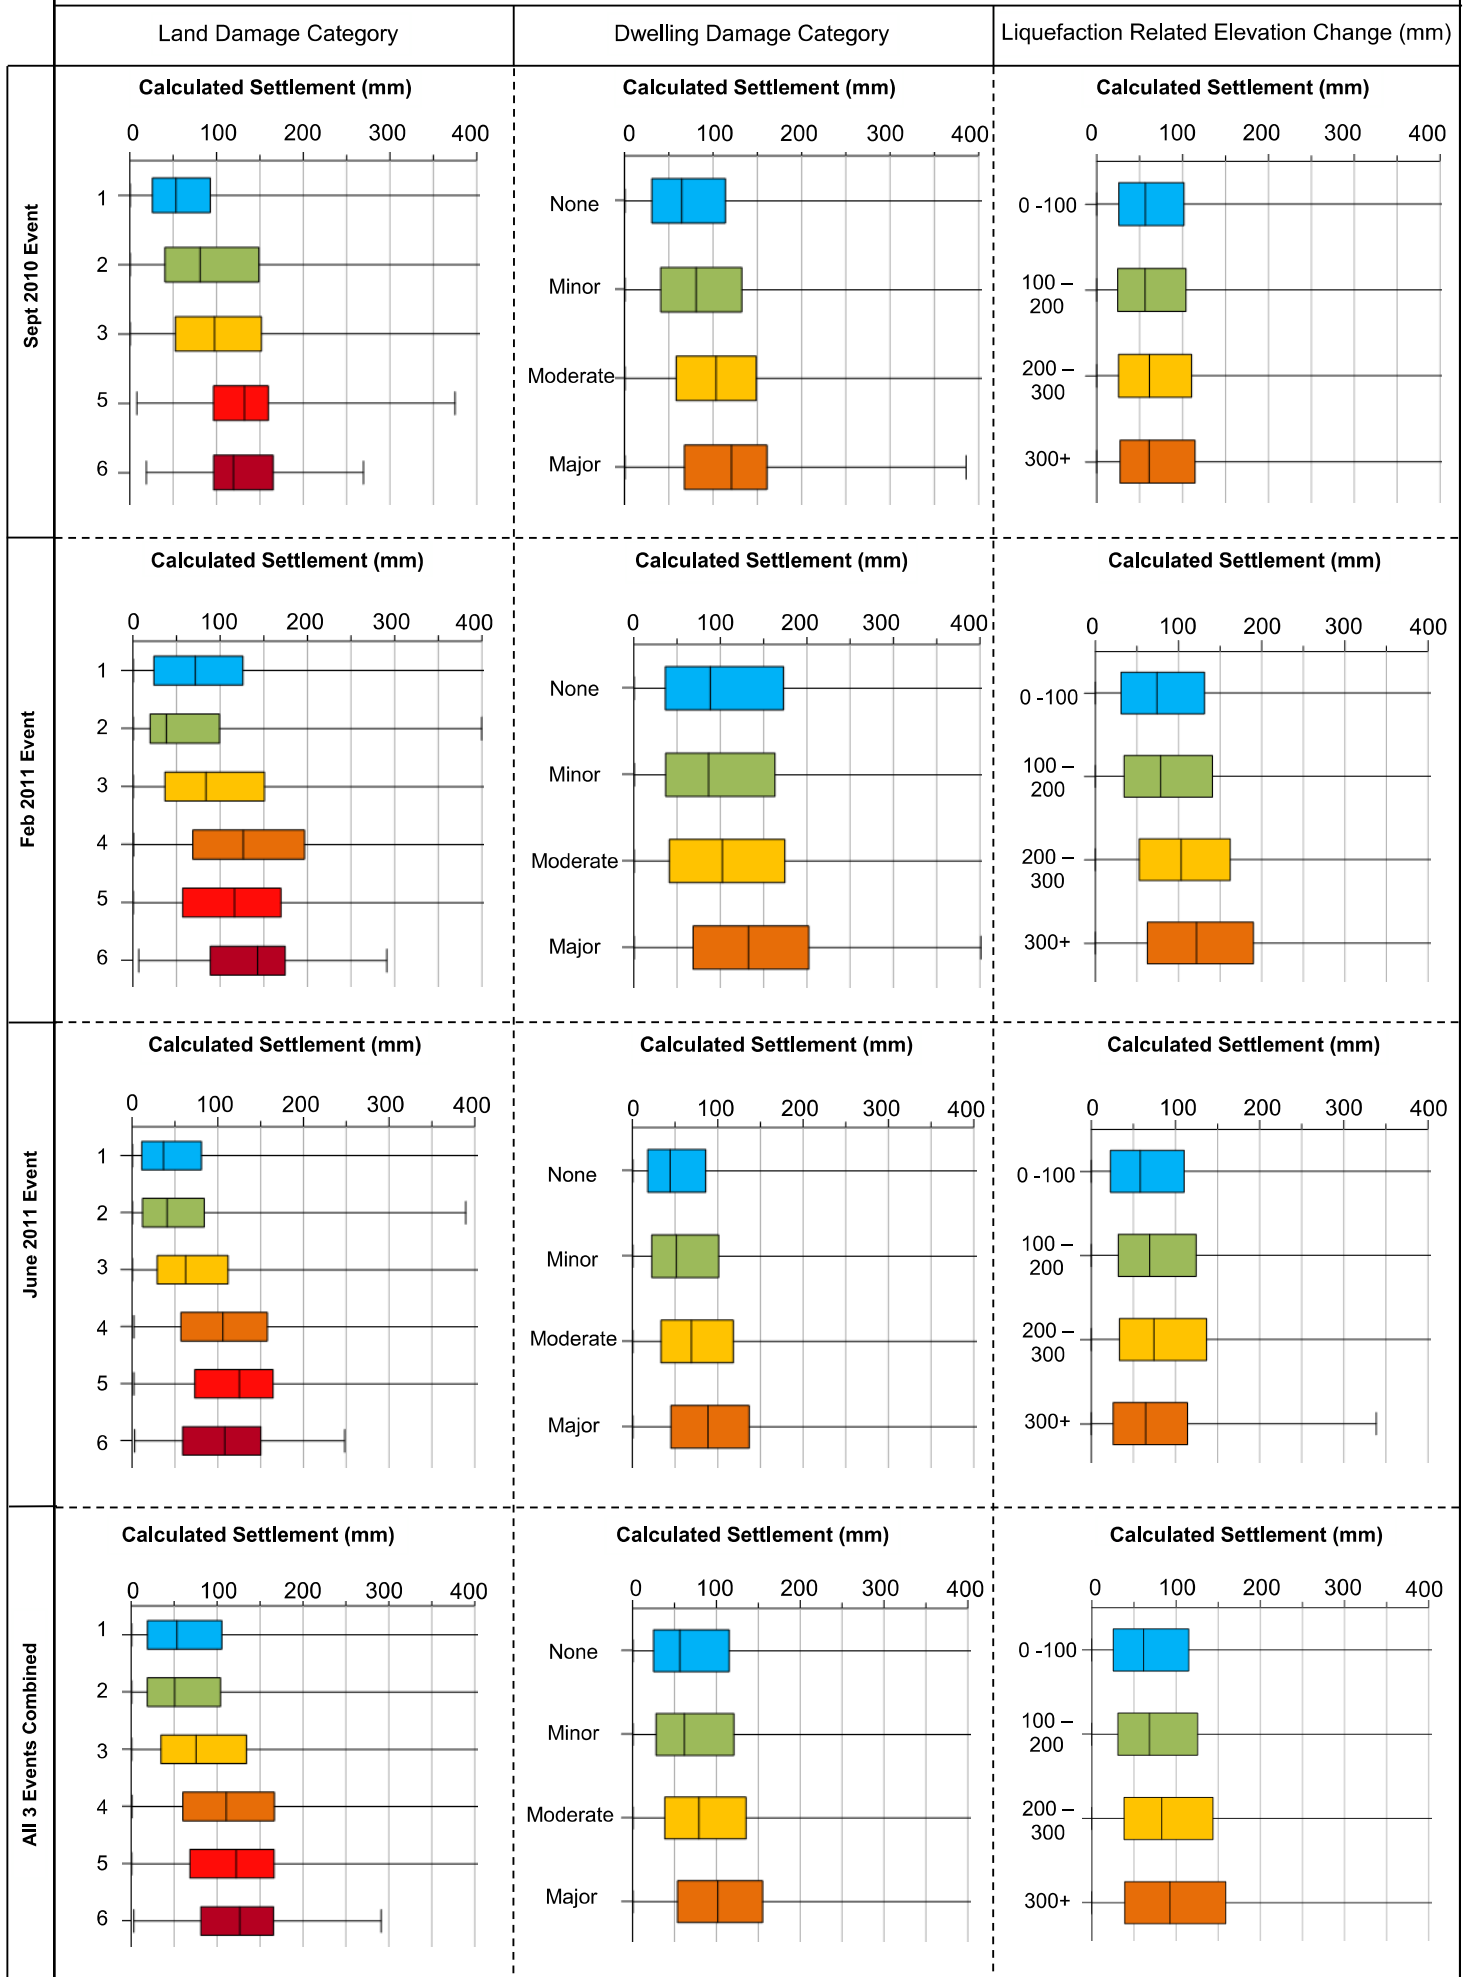 Land Damage Category
Dwelling Damage Category
Liquefaction Related Elevation Change (mm)
Sept 2010 Event
Calculated Settlement (mm)
0 100 200 300 400
1
2
3
5
6
Calculated Settlement (mm)
0 100 200 300 400
None
Minor
Moderate
Major
Calculated Settlement (mm)
0 100 200 300 400
0 -100
100 –
200
200 –
300
300+
Feb 2011 Event
Calculated Settlement (mm)
0 100 200 300 400
1
2
3
4
5
6
Calculated Settlement (mm)
0 100 200 300 400
None
Minor
Moderate
Major
Calculated Settlement (mm)
0 100 200 300 400
0 -100
100 –
200
200 –
300
300+
June 2011 Event
Calculated Settlement (mm)
0 100 200 300 400
1
2
3
4
5
6
Calculated Settlement (mm)
0 100 200 300 400
None
Minor
Moderate
Major
Calculated Settlement (mm)
0 100 200 300 400
0 -100
100 –
200
200 –
300
300+
All 3 Events Combined
Calculated Settlement (mm)
0 100 200 300 400
1
2
3
4
5
6
Calculated Settlement (mm)
0 100 200 300 400
None
Minor
Moderate
Major
Calculated Settlement (mm)
0 100 200 300 400
0 -100
100 –
200
200 –
300
300+